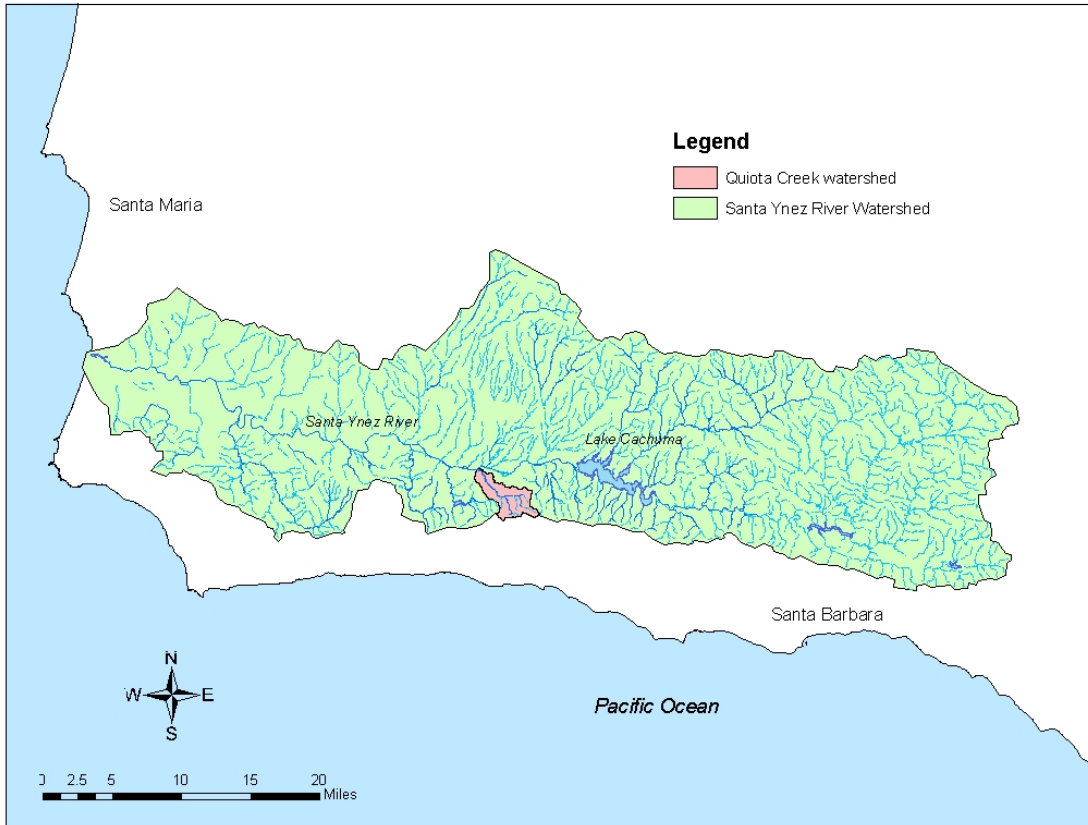 Legend
Quiota Creek watershed
Santa Ynez River Watershed
Santa Maria
Santa Ynez River
Lake Cachuma
Santa Barbara
Pacific Ocean
N
W E
S
0 2.5 5 10 15 20
Miles